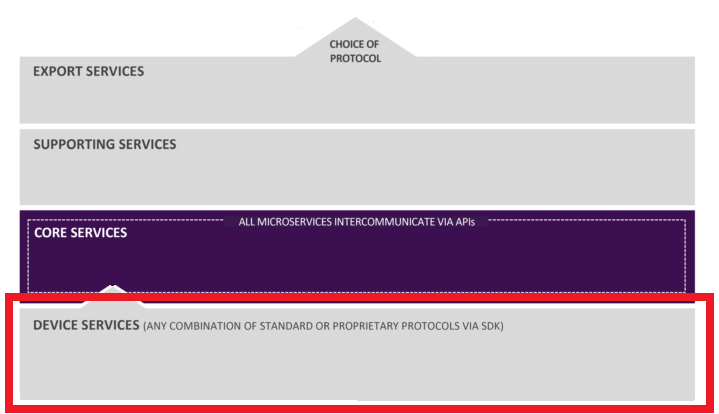 CHOICE OF
PROTOCOL
EXPORT SERVICES
SUPPORTING SERVICES
ALL MICROSERVICES INTERCOMMUNICATE VIA APIs
CORE SERVICES
DEVICE SERVICES (ANY COMBINATION OF STANDARD OR PROPRIETARY PROTOCOLS VIA SDK)